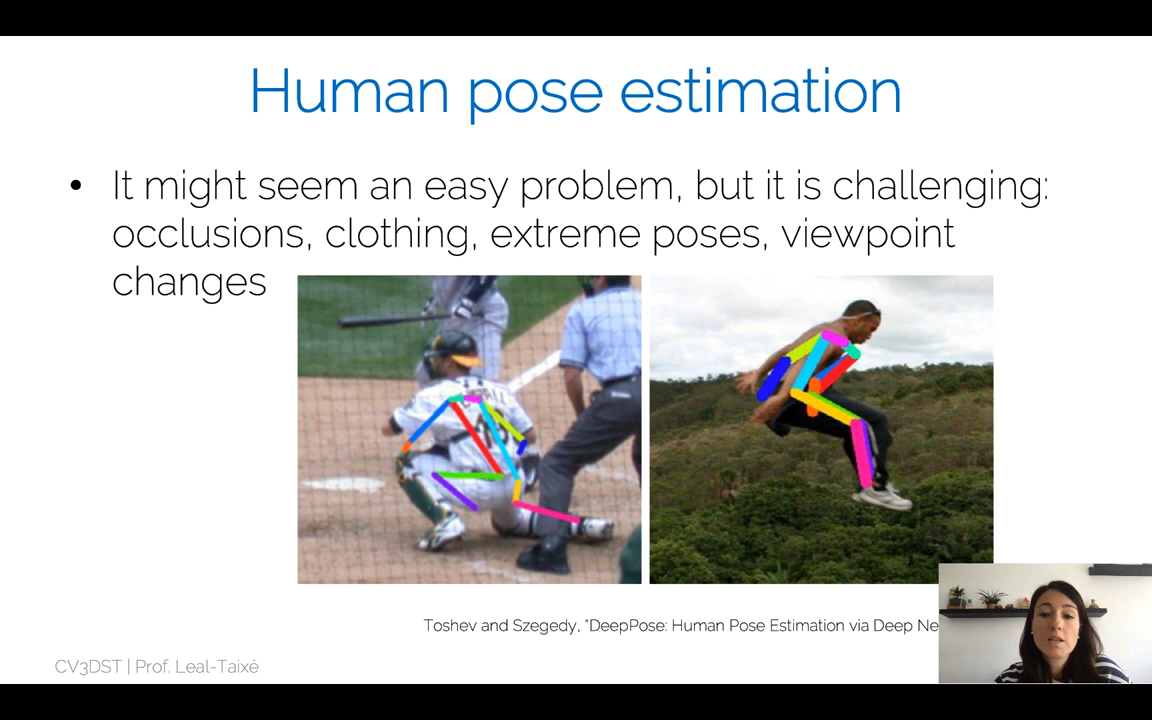 Human pose estimation
• It might seem an easy problem, but it is challenging:
occlusions, clothing, extreme poses, viewpoint
changes
Toshev and Szegedy, “DeepPose: Human Pose Estimation via Deep Ne
CV3DST | Prof. Leal-Taixé